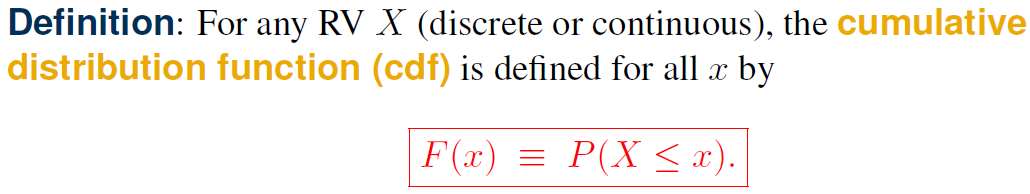 Definition: For any RV X (discrete or continuous), the cumulative
distribution function (cdf) is defined for all x by
F(x) ≡ P(X ≤ x).